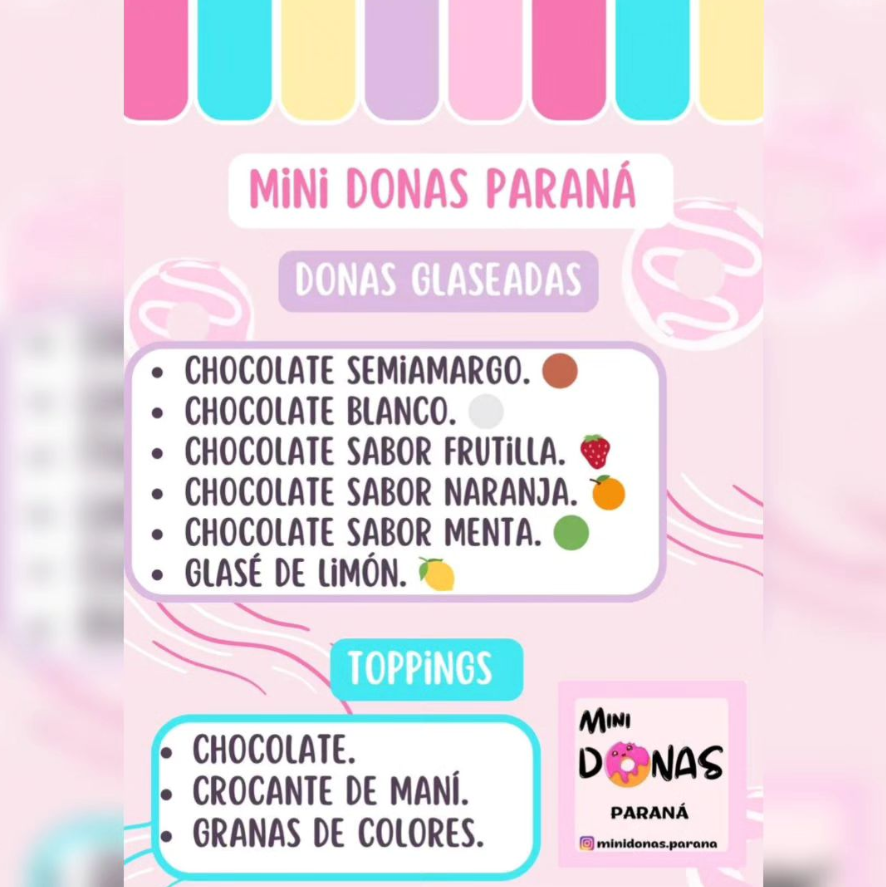 MiNi DONAS PARANÁ
DONAS GLASEADAS
• CHOCOLATE SEMiAMARGO.
• CHOCOLATE BLANCO.
• CHOCOLATE SABOR FRUTiLLA.
• CHOCOLATE SABOR NARANJA.
• CHOCOLATE SABOR MENTA.
• GLASÉ DE LiMÓN.
TOPPiNGS
• CHOCOLATE.
• CROCANTE DE MANÍ.
• GRANAS DE COLORES.
MINI
DONAS
PARANÁ
minidonas.parana